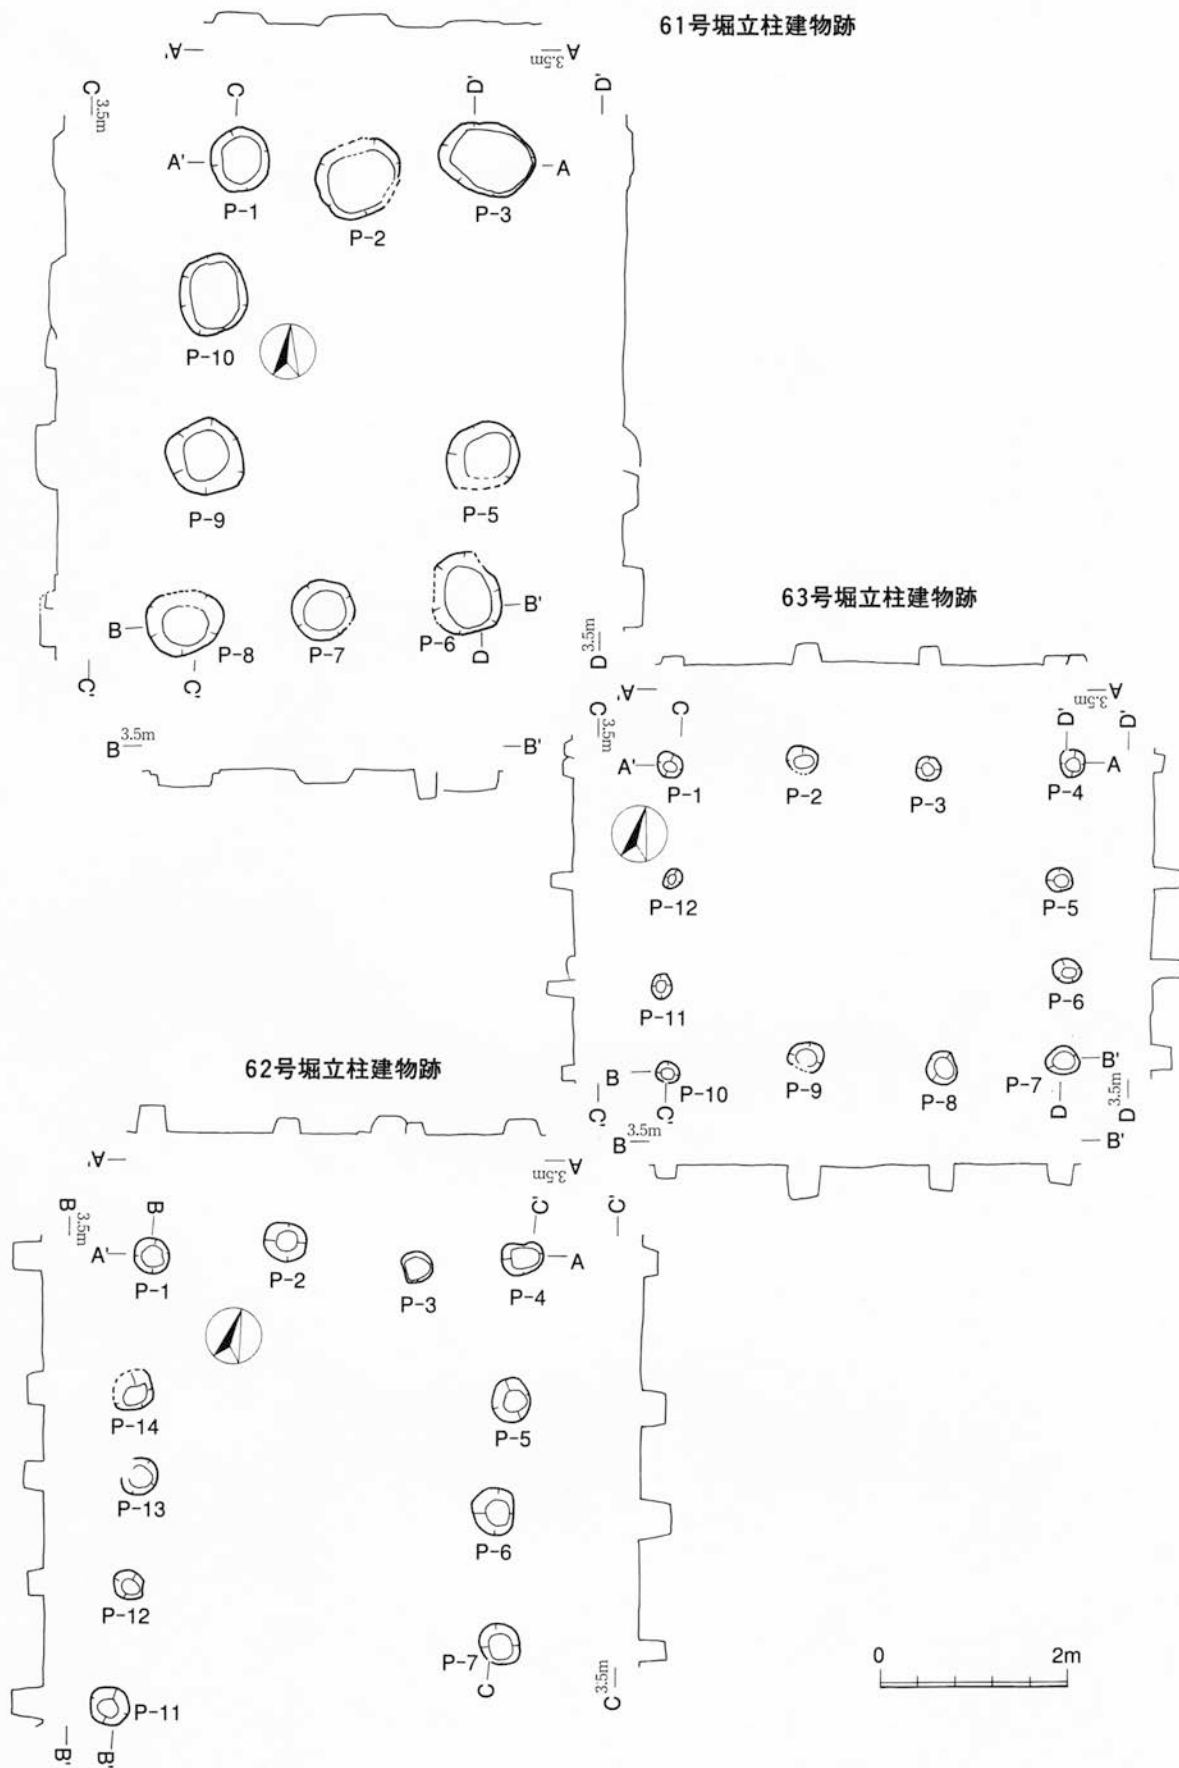 61号堀立柱建物跡
A'
A
3.5m
C
3.5m
C
D'
D'
A'
A
P-1
P-2
P-3
P-10
P-9
P-5
B
P-8
P-7
P-6
B'
D
D
3.5m
C'
C'
B
3.5m
B'
63号堀立柱建物跡
A'
A
3.5m
C
3.5m
C
D'
D'
A'
A
P-1
P-2
P-3
P-4
P-12
P-5
P-11
P-6
B
P-10
P-9
P-8
P-7
B'
C'
C'
D
D
3.5m
B
3.5m
B'
62号堀立柱建物跡
A'
A
3.5m
B
3.5m
B
C'
C'
A'
A
P-1
P-2
P-3
P-4
P-14
P-5
P-13
P-6
P-12
P-7
C
C
3.5m
P-11
B'
B'
0
2m